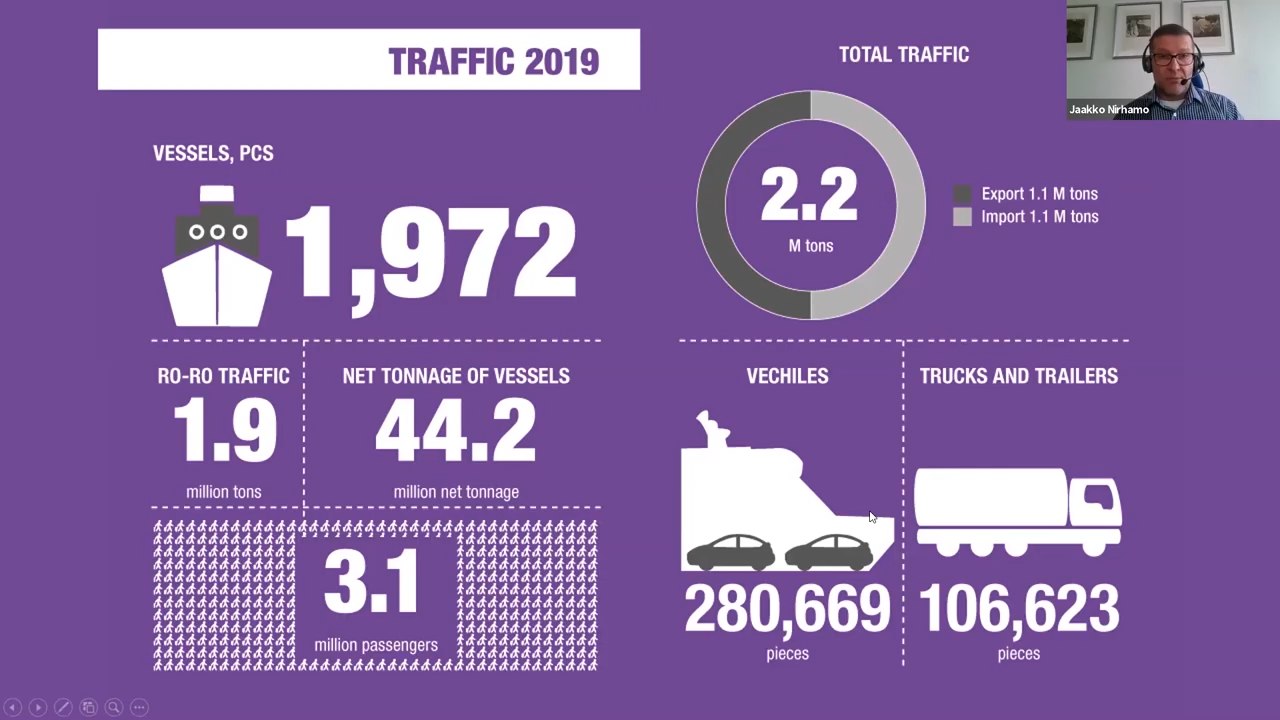 TRAFFIC 2019
VESSELS, PCS
1,972
RO-RO TRAFFIC
1.9
million tons
NET TONNAGE OF VESSELS
44.2
million net tonnage
3.1
million passengers
TOTAL TRAFFIC
2.2
M tons
Export 1.1 M tons
Import 1.1 M tons
VECHILES
280,669
pieces
TRUCKS AND TRAILERS
106,623
pieces
Jaakko Nirhamo